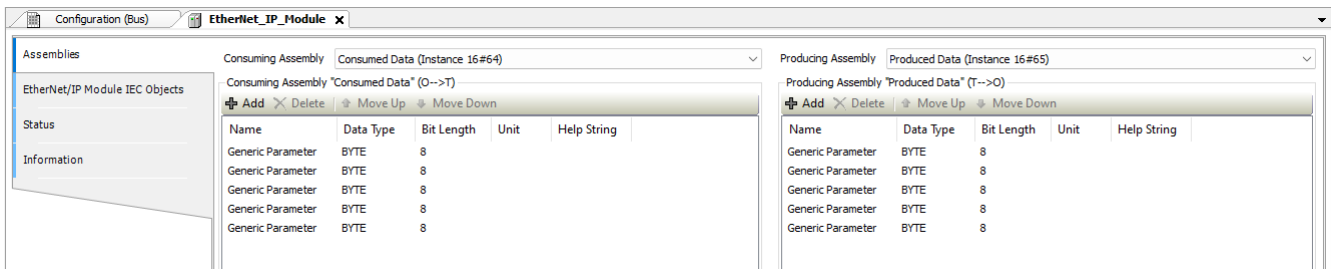 Configuration (Bus) EtherNet_IP_Module X
Assemblies
EtherNet/IP Module IEC Objects
Status
Information
Consuming Assembly Consumed Data (Instance 16#64)
Consuming Assembly "Consumed Data" (O-->T)
Add Delete Move Up Move Down
Name Data Type Bit Length Unit Help String
Generic Parameter BYTE 8
Generic Parameter BYTE 8
Generic Parameter BYTE 8
Generic Parameter BYTE 8
Generic Parameter BYTE 8
Producing Assembly Produced Data (Instance 16#65)
Producing Assembly "Produced Data" (T-->O)
Add Delete Move Up Move Down
Name Data Type Bit Length Unit Help String
Generic Parameter BYTE 8
Generic Parameter BYTE 8
Generic Parameter BYTE 8
Generic Parameter BYTE 8
Generic Parameter BYTE 8